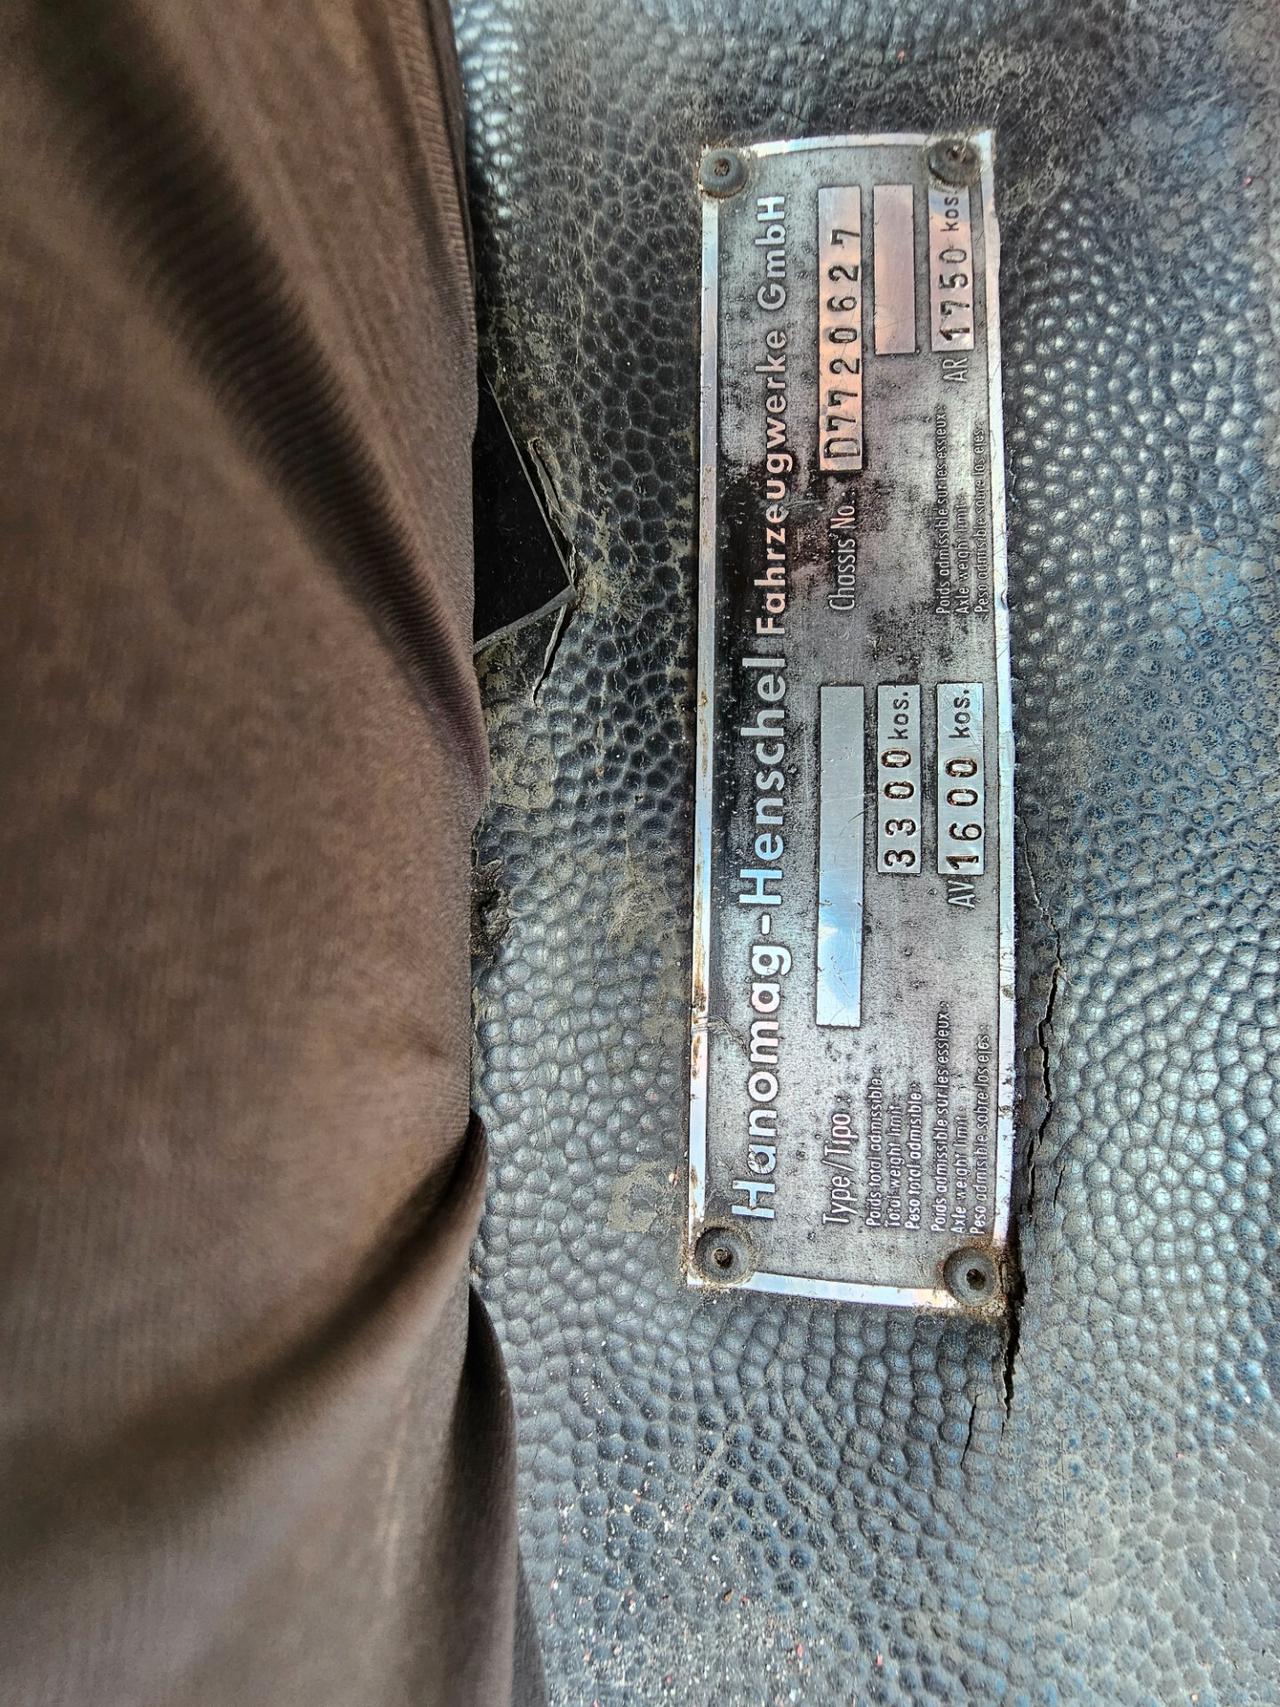 Hanomag-Henschel Fahrzeugwerke GmbH
Type/Tipo: Chassis No.: D7720627
Poids total admissible:
Total weight limit:
Peso total admisible:
3300 kos.
Poids admissible sur les essieux:
Axle weight limit:
Peso admisible sobre los ejes:
AV 1600 kos.
Poids admissible sur les essieux:
Axle weight limit:
Peso admisible sobre los ejes:
AR 1750 kos.